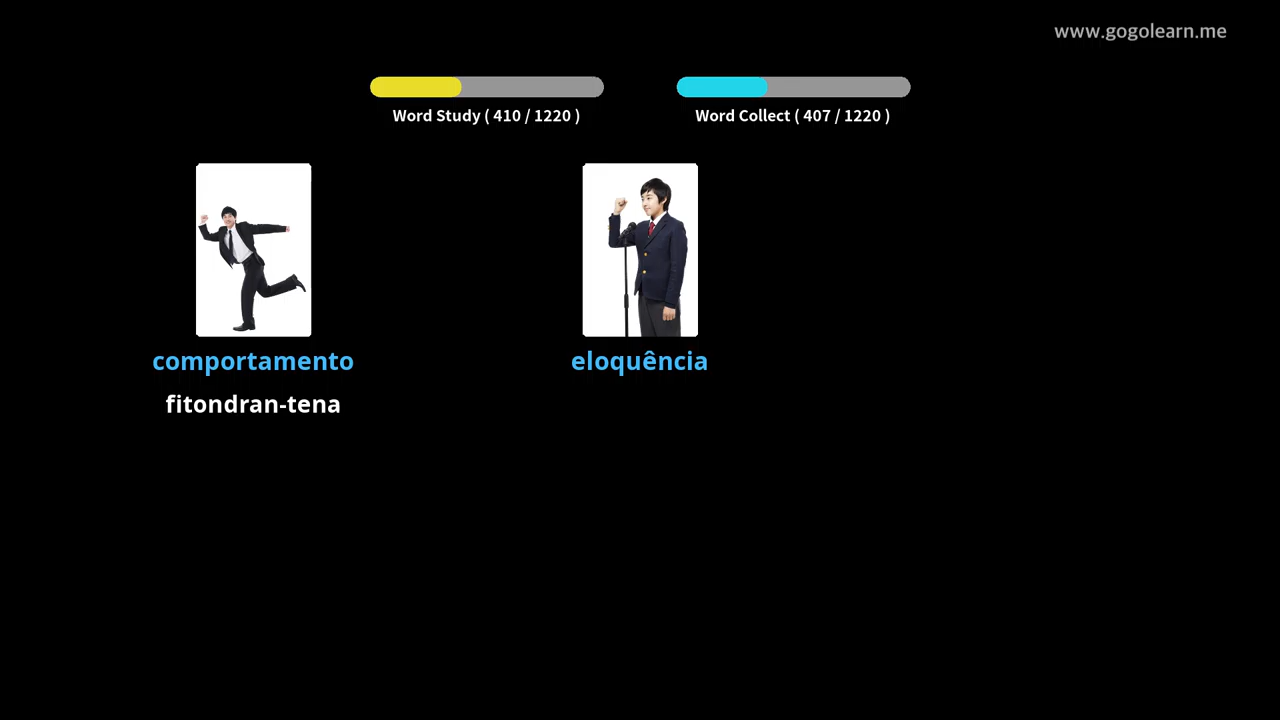 www.gogolearn.me
Word Study ( 410 / 1220 )
Word Collect ( 407 / 1220 )
comportamento
eloquência
fitondran-tena